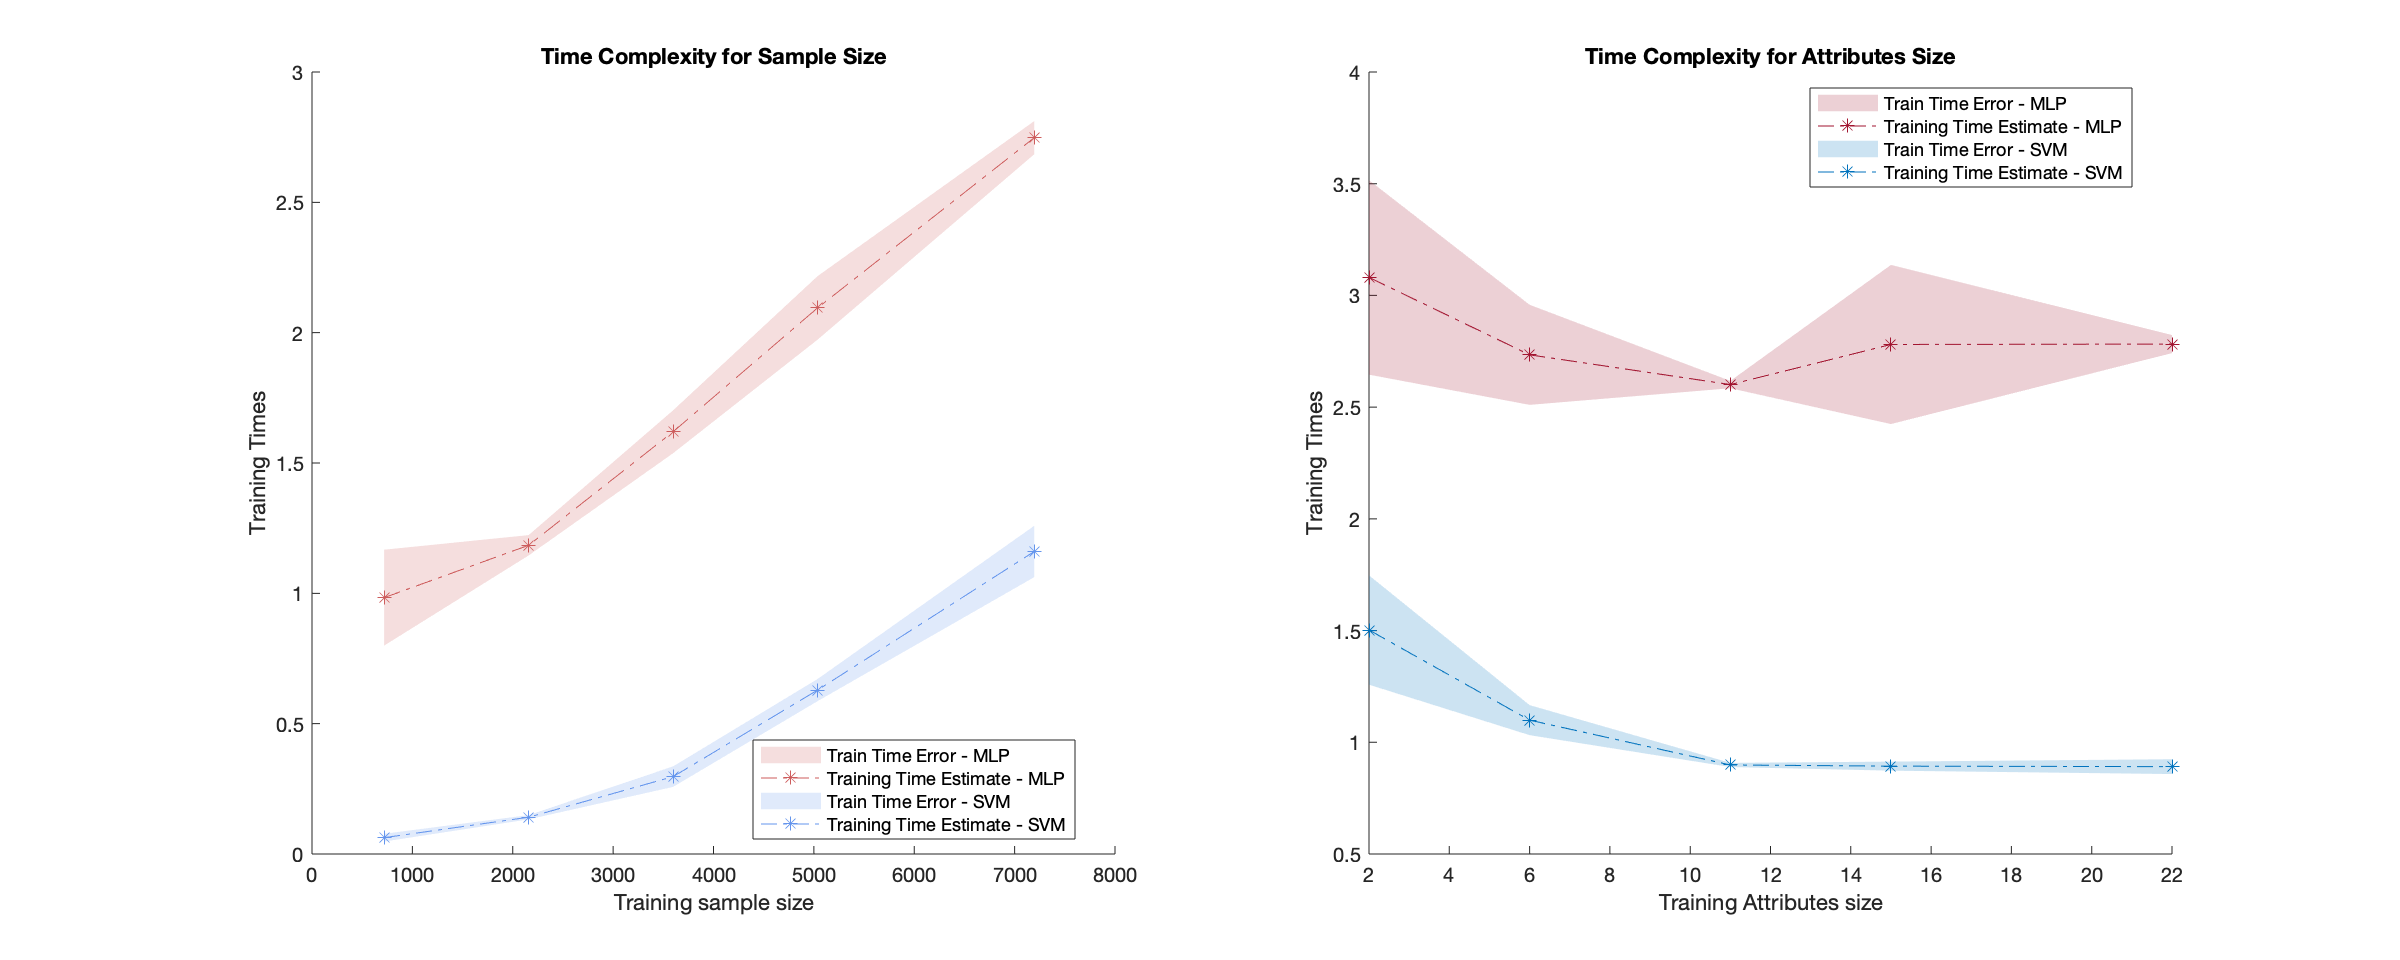 Time Complexity for Sample Size
3
2.5
2
1.5
1
0.5
0
Training Times
0 1000 2000 3000 4000 5000 6000 7000 8000
Training sample size
Train Time Error - MLP
Training Time Estimate - MLP
Train Time Error - SVM
Training Time Estimate - SVM
Time Complexity for Attributes Size
4
3.5
3
2.5
2
1.5
1
0.5
Training Times
2 4 6 8 10 12 14 16 18 20 22
Training Attributes size
Train Time Error - MLP
Training Time Estimate - MLP
Train Time Error - SVM
Training Time Estimate - SVM